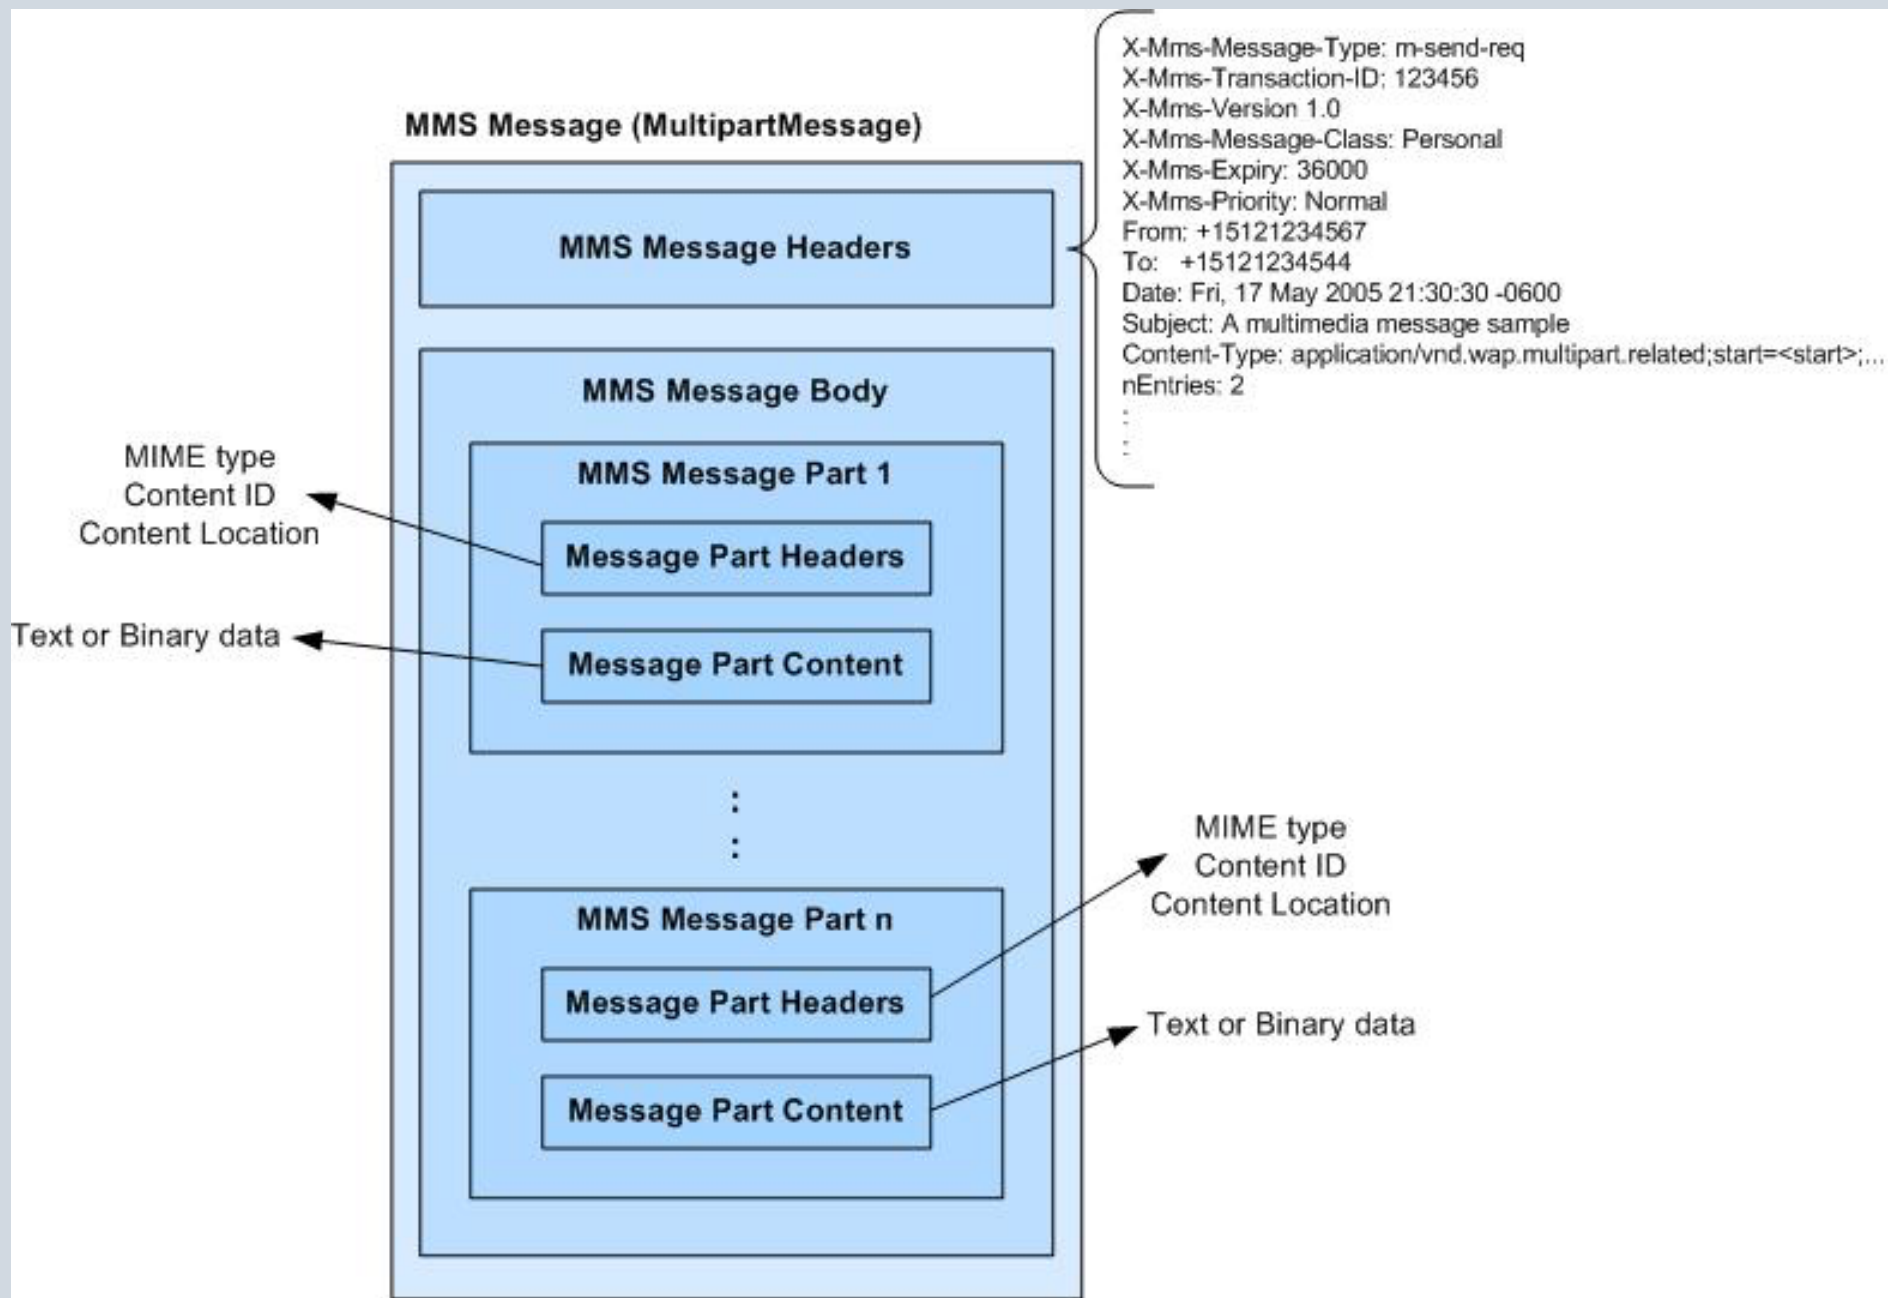 MMS Message (MultipartMessage)
MMS Message Headers
X-Mms-Message-Type: m-send-req
X-Mms-Transaction-ID: 123456
X-Mms-Version 1.0
X-Mms-Message-Class: Personal
X-Mms-Expiry: 36000
X-Mms-Priority: Normal
From: +15121234567
To: +15121234544
Date: Fri, 17 May 2005 21:30:30 -0600
Subject: A multimedia message sample
Content-Type: application/vnd.wap.multipart.related;start=<start>;...
nEntries: 2
:
:
MMS Message Body
MMS Message Part 1
Message Part Headers
MIME type
Content ID
Content Location
Message Part Content
Text or Binary data
:
:
MMS Message Part n
Message Part Headers
MIME type
Content ID
Content Location
Message Part Content
Text or Binary data